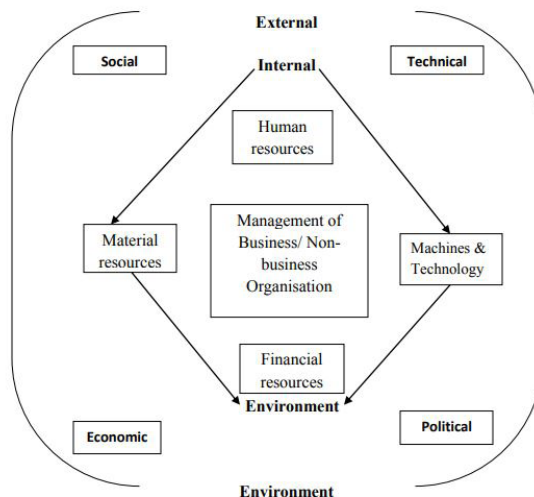 External
Social
Technical
Internal
Human
resources
Management of
Business/ Non-
business
Organisation
Material
resources
Machines &
Technology
Financial
resources
Environment
Economic
Political
Environment